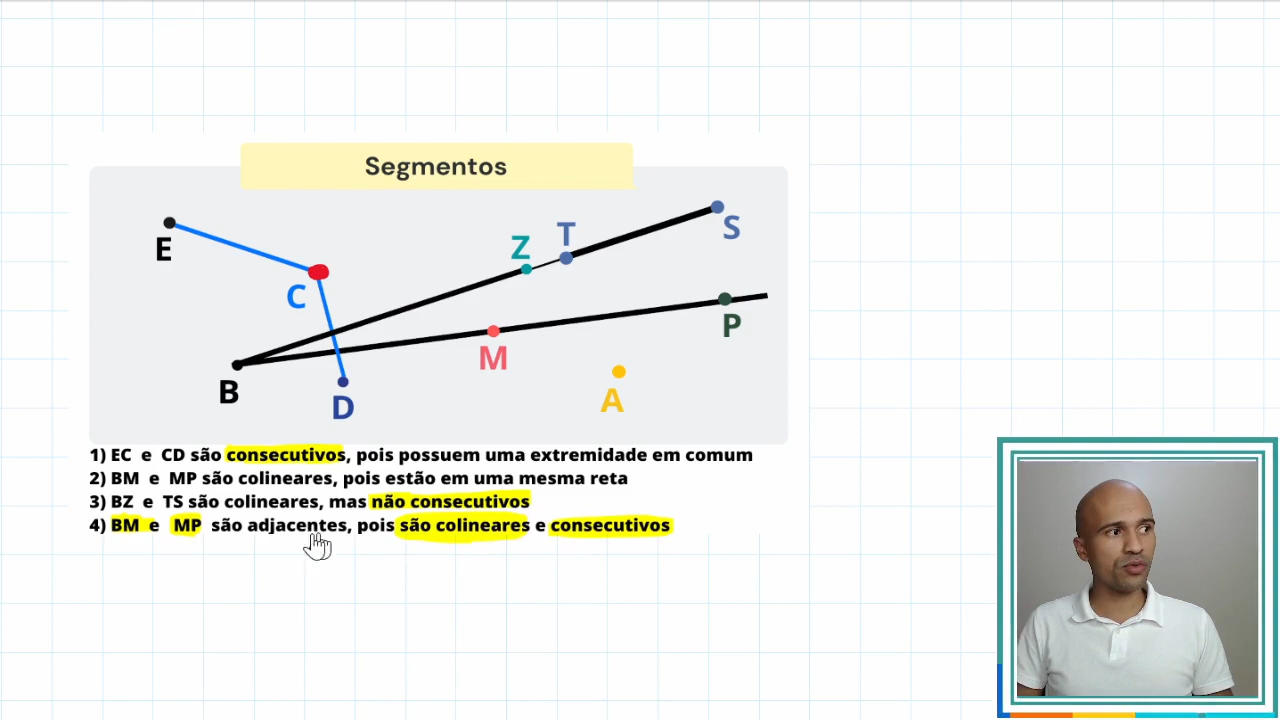 Segmentos
E
C
B
D
Z
T
S
M
P
A
1) EC e CD são consecutivos, pois possuem uma extremidade em comum
2) BM e MP são colineares, pois estão em uma mesma reta
3) BZ e TS são colineares, mas não consecutivos
4) BM e MP são adjacentes, pois são colineares e consecutivos